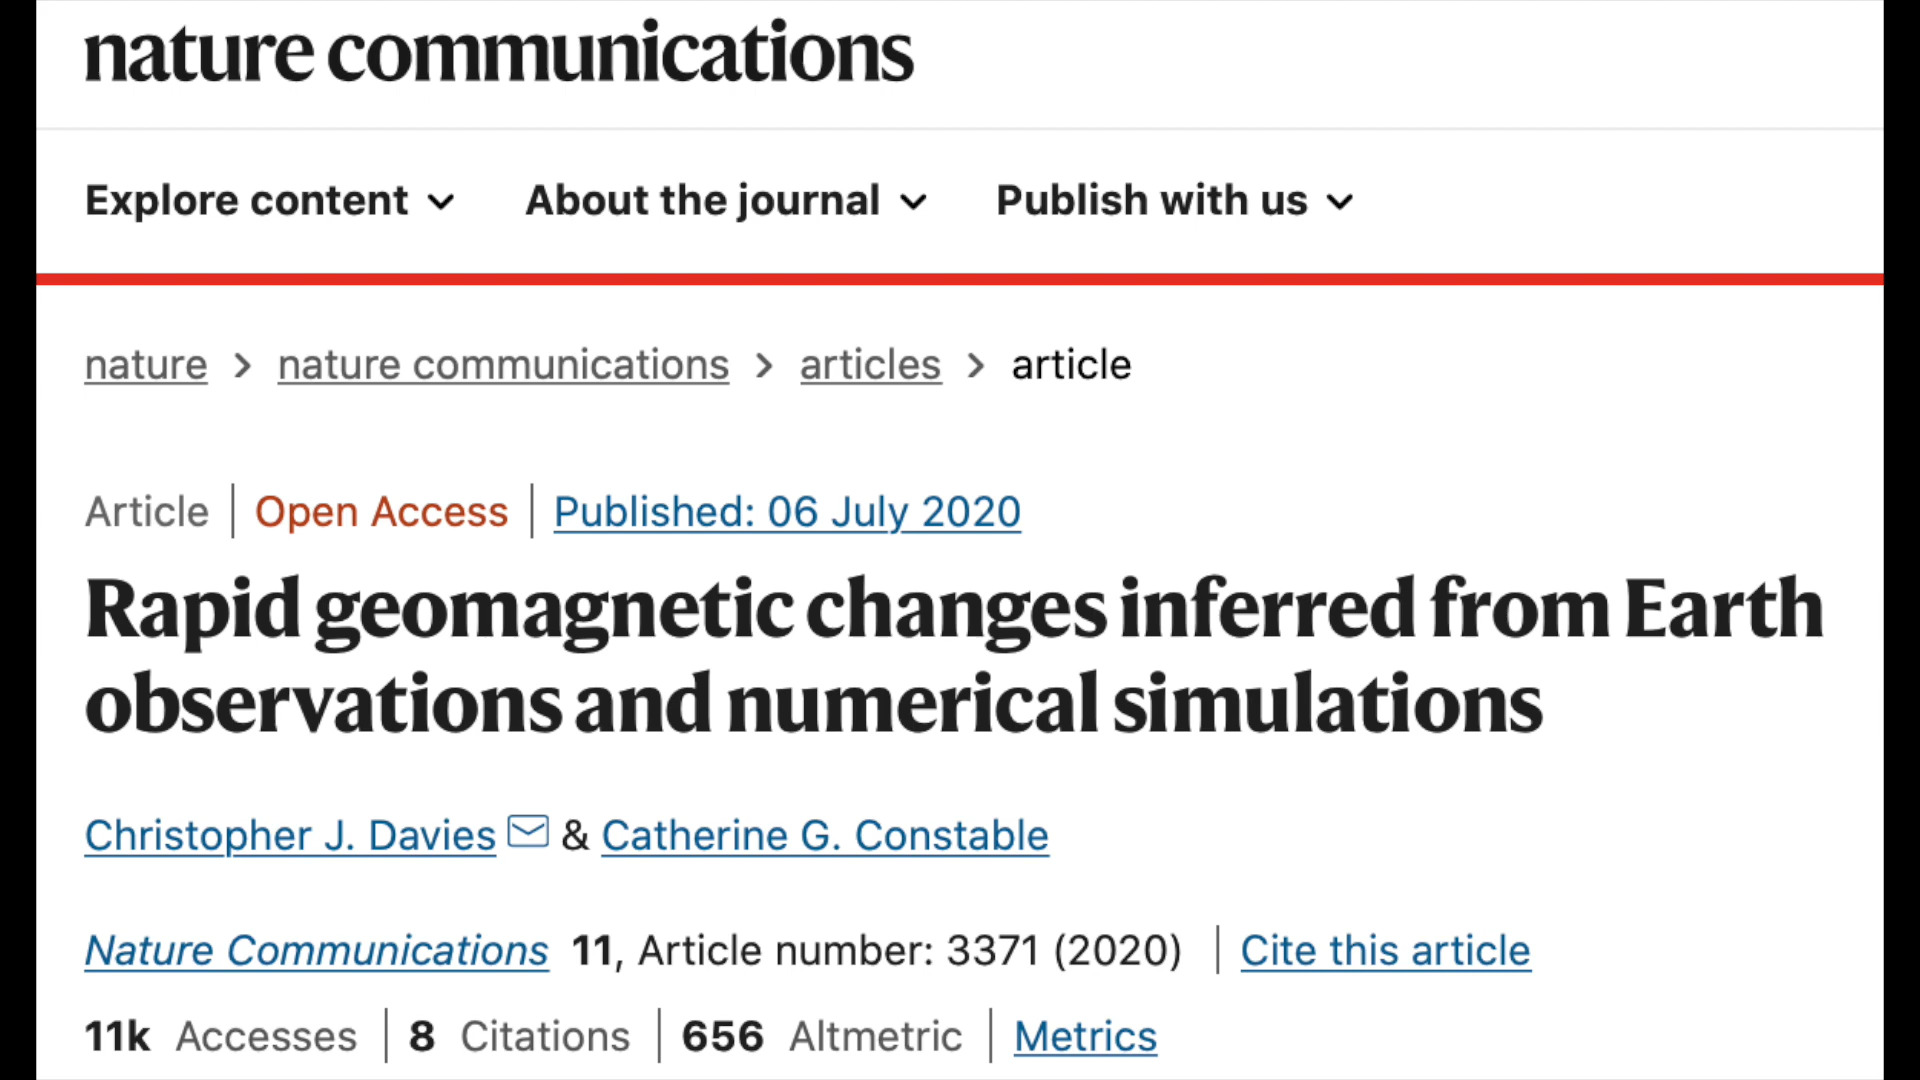 nature communications
Explore content About the journal Publish with us
nature > nature communications > articles > article
Article | Open Access | Published: 06 July 2020
Rapid geomagnetic changes inferred from Earth
observations and numerical simulations
Christopher J. Davies & Catherine G. Constable
Nature Communications 11, Article number: 3371 (2020) | Cite this article
11k Accesses | 8 Citations | 656 Altmetric | Metrics